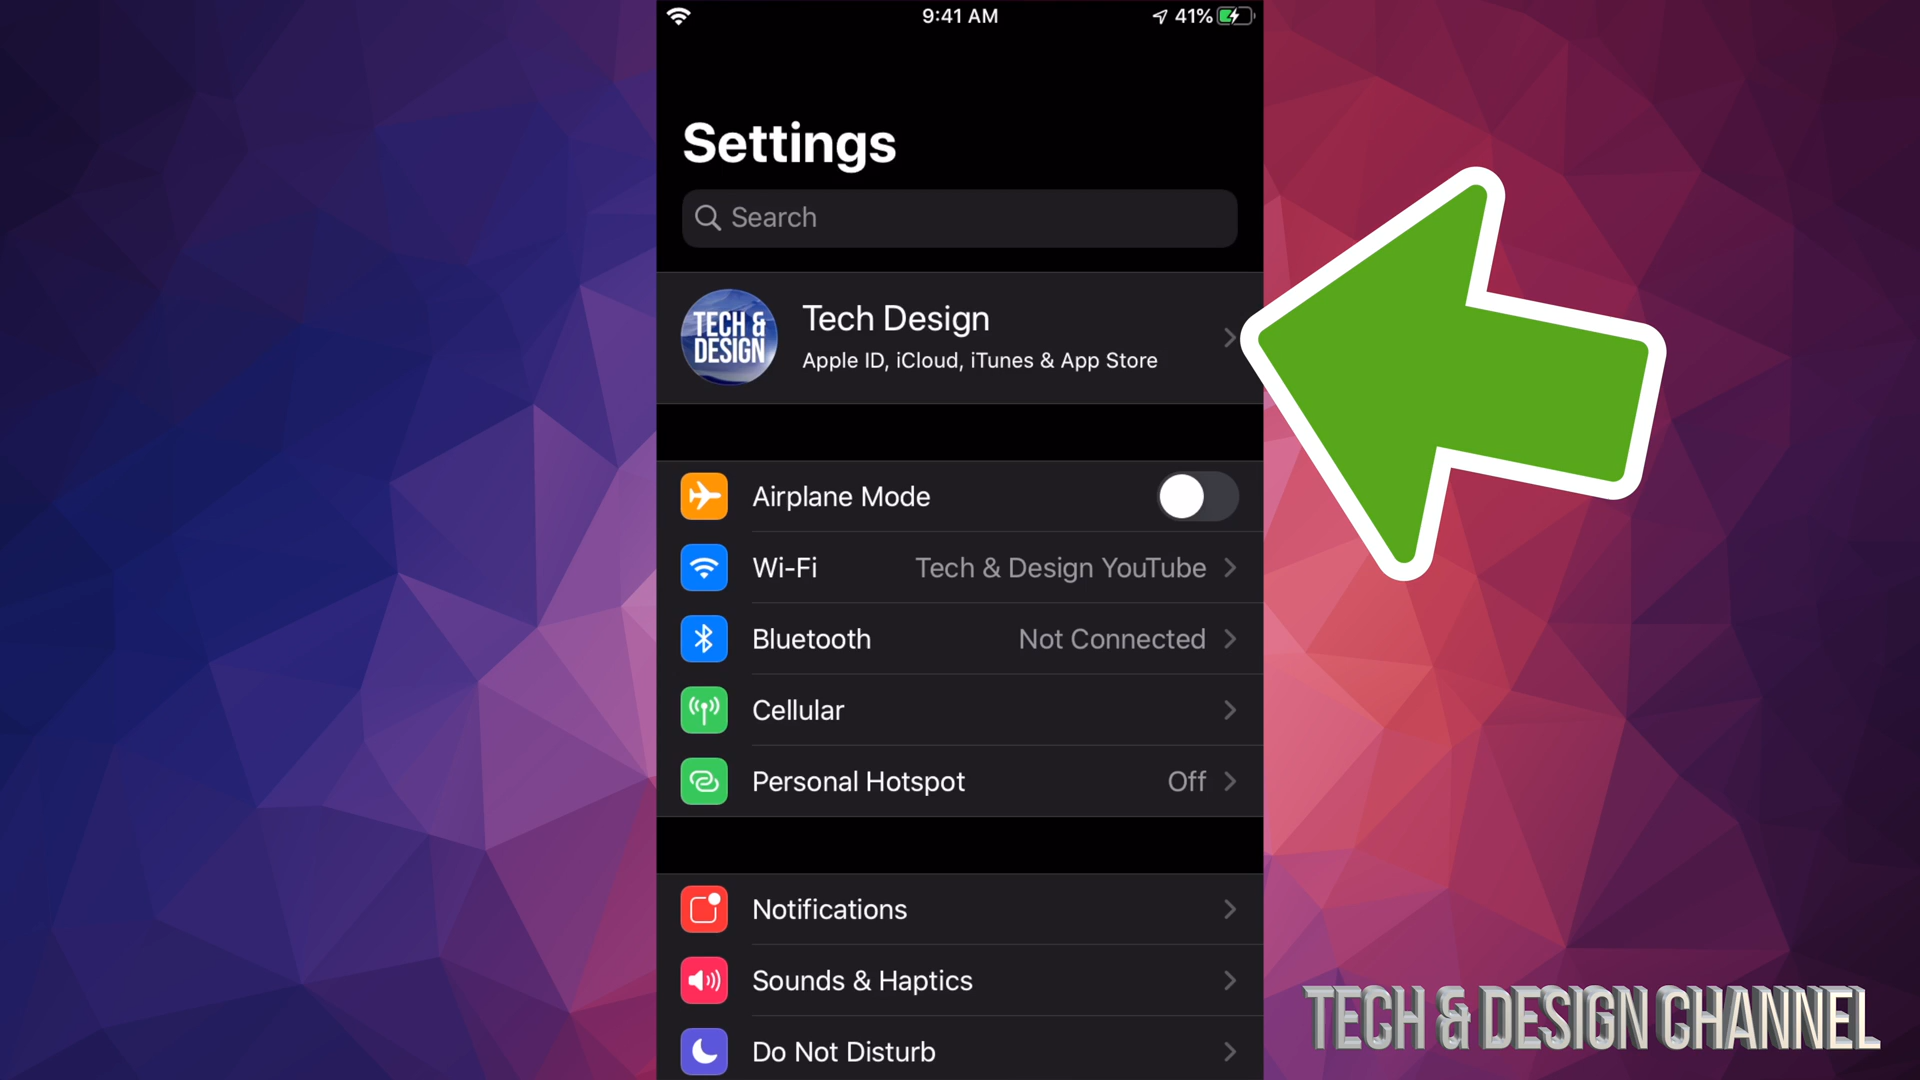 9:41 AM
41%
Settings
Search
TECH &
DESIGN
Tech Design
Apple ID, iCloud, iTunes & App Store
Airplane Mode
Wi-Fi Tech & Design YouTube
Bluetooth Not Connected
Cellular
Personal Hotspot Off
Notifications
Sounds & Haptics
Do Not Disturb
TECH & DESIGN CHANNEL